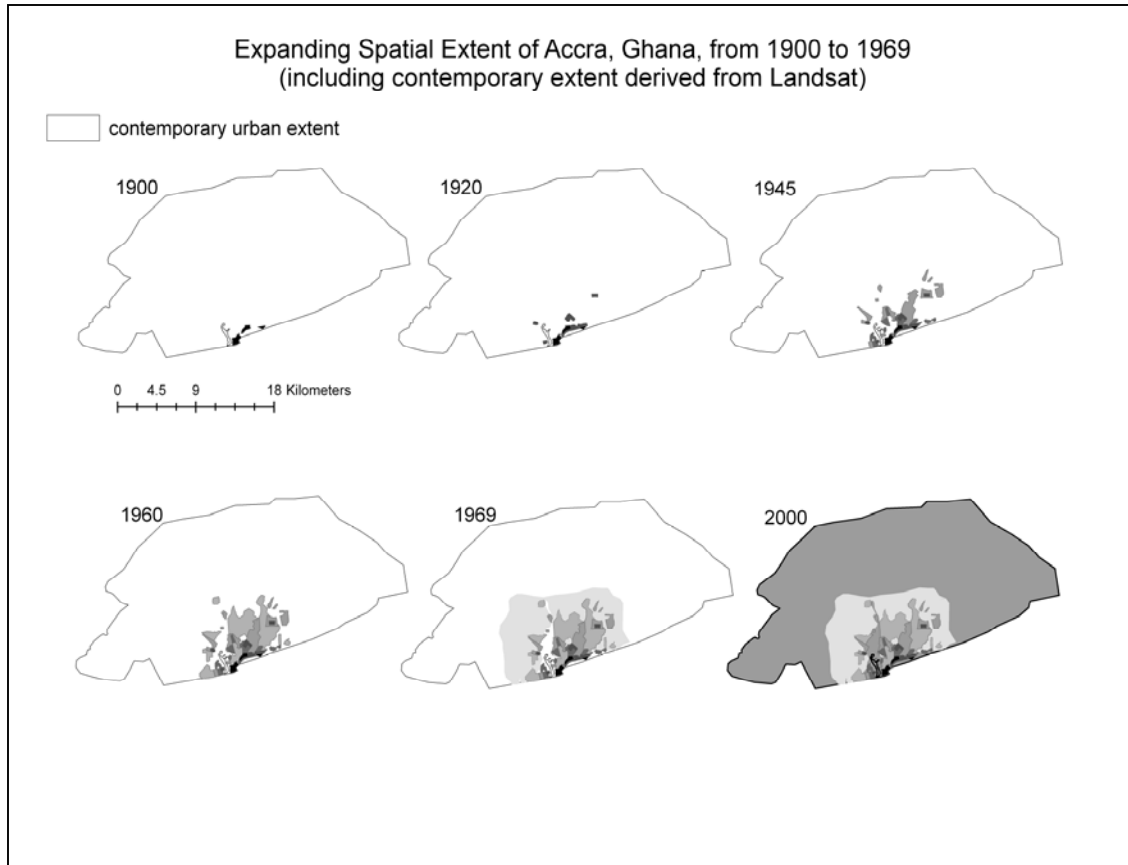 Expanding Spatial Extent of Accra, Ghana, from 1900 to 1969
(including contemporary extent derived from Landsat)
contemporary urban extent
1900
1920
1945
0 4.5 9 18 Kilometers
1960
1969
2000